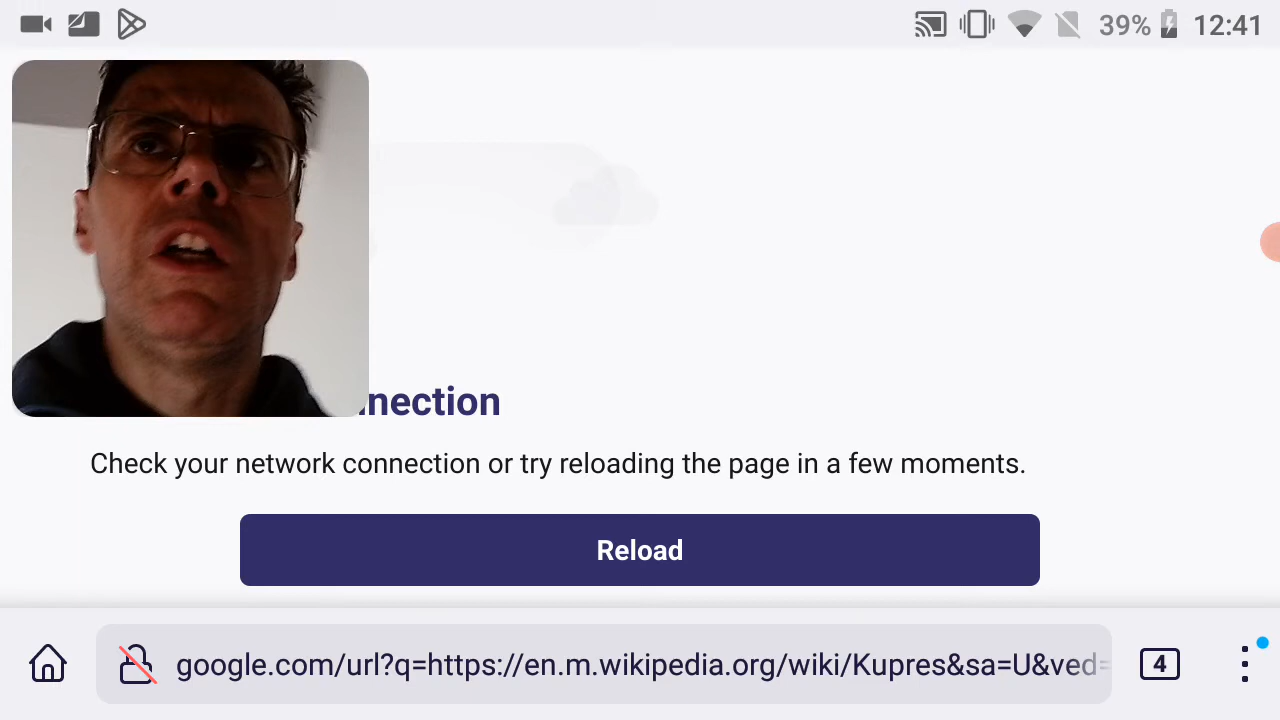 39% 12:41
nection
Check your network connection or try reloading the page in a few moments.
Reload
google.com/url?q=https://en.m.wikipedia.org/wiki/Kupres&sa=U&ved=
4